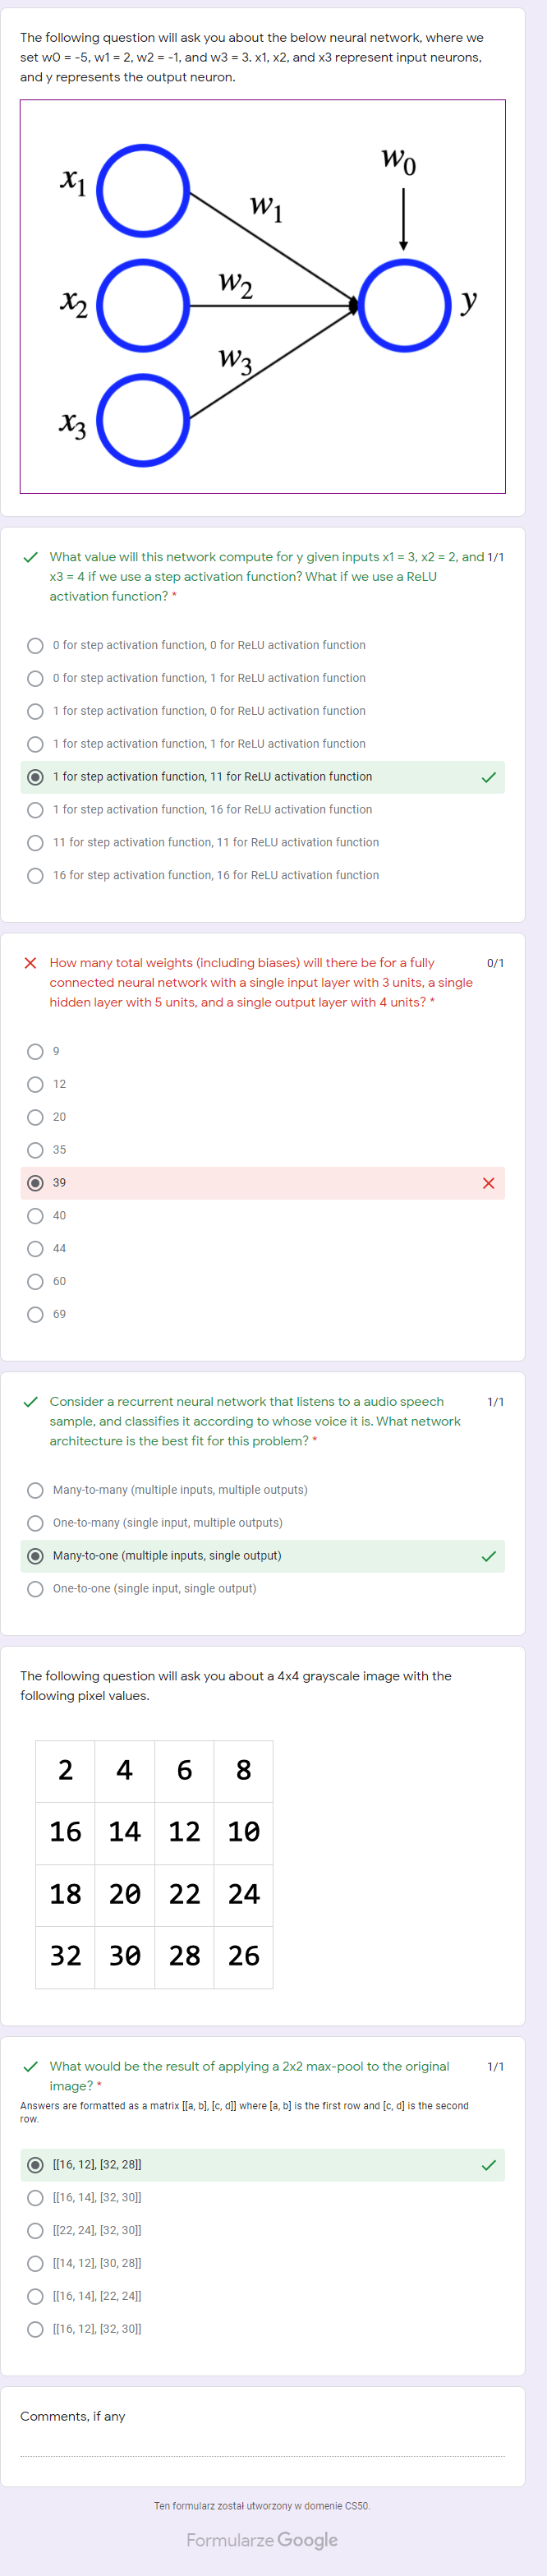 The following question will ask you about the below neural network, where we
set w0 = -5, w1 = 2, w2 = -1, and w3 = 3. x1, x2, and x3 represent input neurons,
and y represents the output neuron.
x1
w0
w1
x2
w2
y
w3
x3
What value will this network compute for y given inputs x1 = 3, x2 = 2, and 1/1
x3 = 4 if we use a step activation function? What if we use a ReLU
activation function? *
0 for step activation function, 0 for ReLU activation function
0 for step activation function, 1 for ReLU activation function
1 for step activation function, 0 for ReLU activation function
1 for step activation function, 1 for ReLU activation function
1 for step activation function, 11 for ReLU activation function
1 for step activation function, 16 for ReLU activation function
11 for step activation function, 11 for ReLU activation function
16 for step activation function, 16 for ReLU activation function
How many total weights (including biases) will there be for a fully 0/1
connected neural network with a single input layer with 3 units, a single
hidden layer with 5 units, and a single output layer with 4 units? *
9
12
20
35
39
40
44
60
69
Consider a recurrent neural network that listens to a audio speech 1/1
sample, and classifies it according to whose voice it is. What network
architecture is the best fit for this problem? *
Many-to-many (multiple inputs, multiple outputs)
One-to-many (single input, multiple outputs)
Many-to-one (multiple inputs, single output)
One-to-one (single input, single output)
The following question will ask you about a 4x4 grayscale image with the
following pixel values.
2 4 6 8
16 14 12 10
18 20 22 24
32 30 28 26
What would be the result of applying a 2x2 max-pool to the original 1/1
image? *
Answers are formatted as a matrix [[a, b], [c, d]] where [a, b] is the first row and [c, d] is the second
row.
[[16, 12], [32, 28]]
[[16, 14], [32, 30]]
[[22, 24], [32, 30]]
[[14, 12], [30, 28]]
[[16, 14], [22, 24]]
[[16, 12], [32, 30]]
Comments, if any
Ten formularz został utworzony w domenie CS50.
Formularze Google